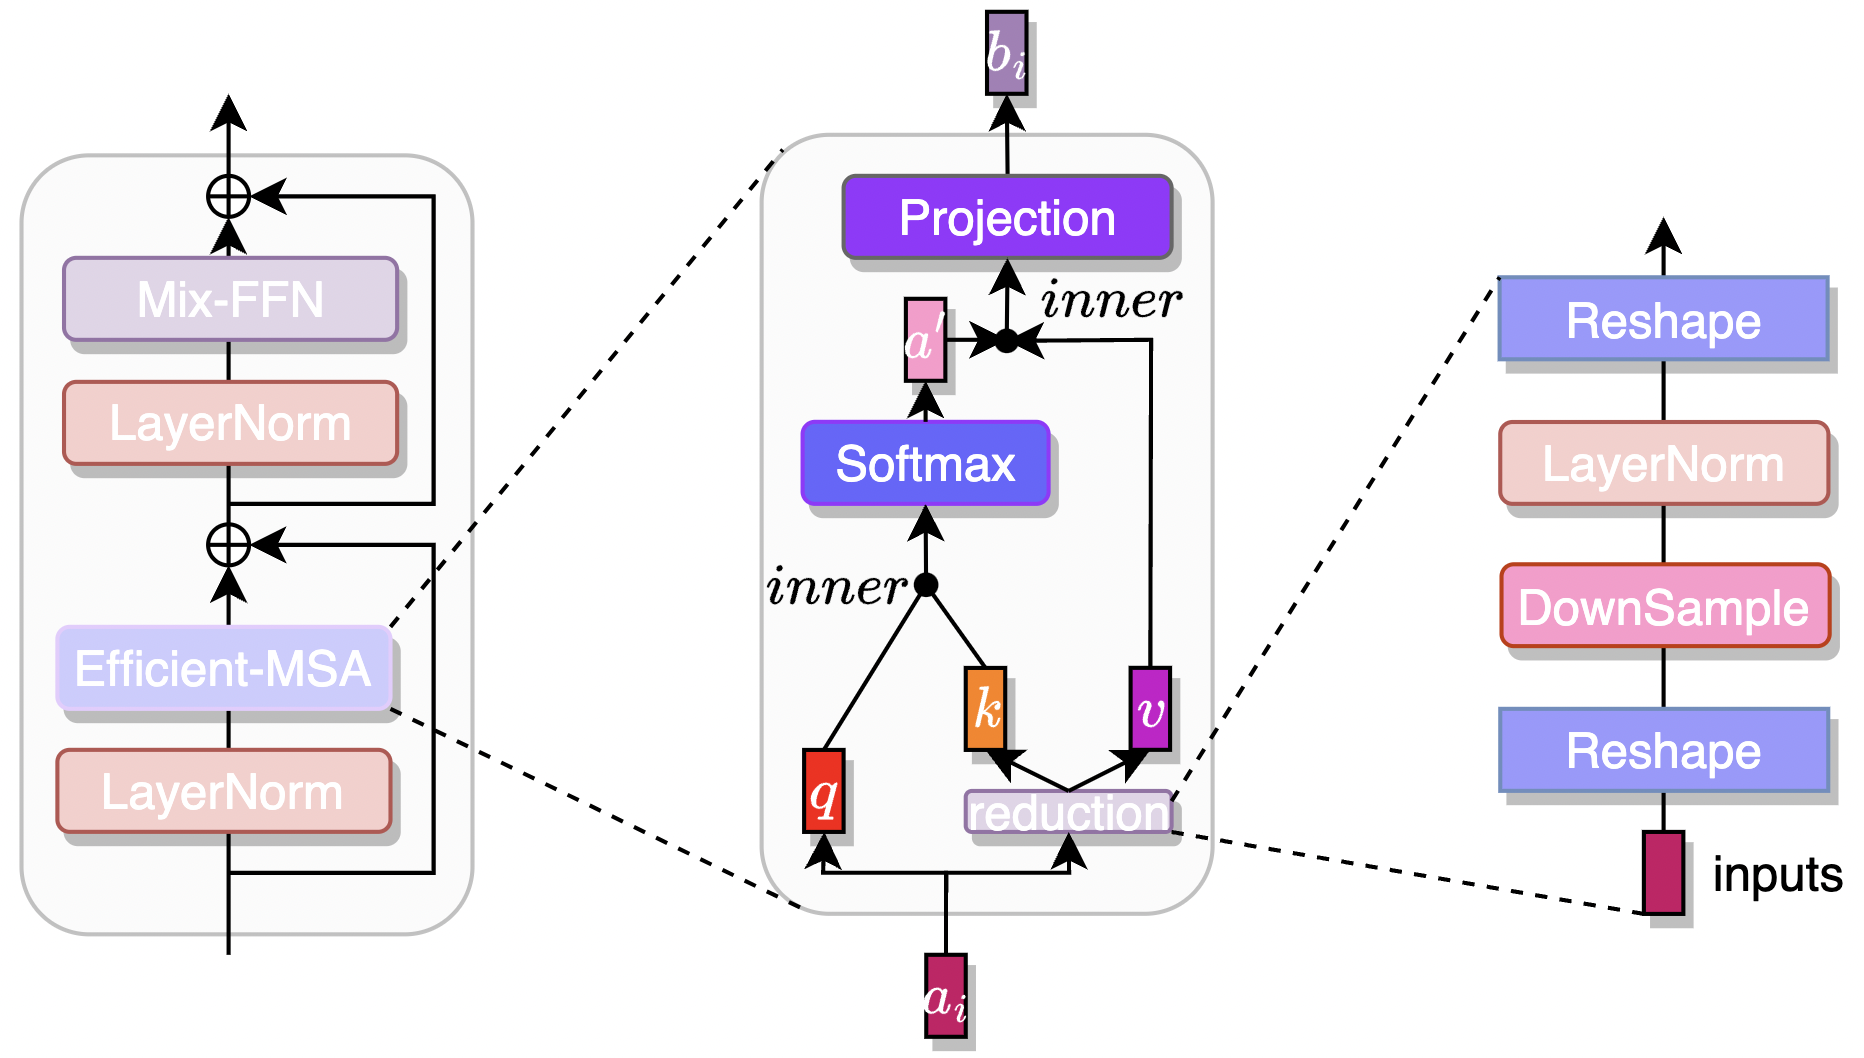 Mix-FFN
LayerNorm
Efficient-MSA
LayerNorm
b_i
Projection
inner
a'
Softmax
inner
k
v
q
reduction
a_i
Reshape
LayerNorm
DownSample
Reshape
inputs